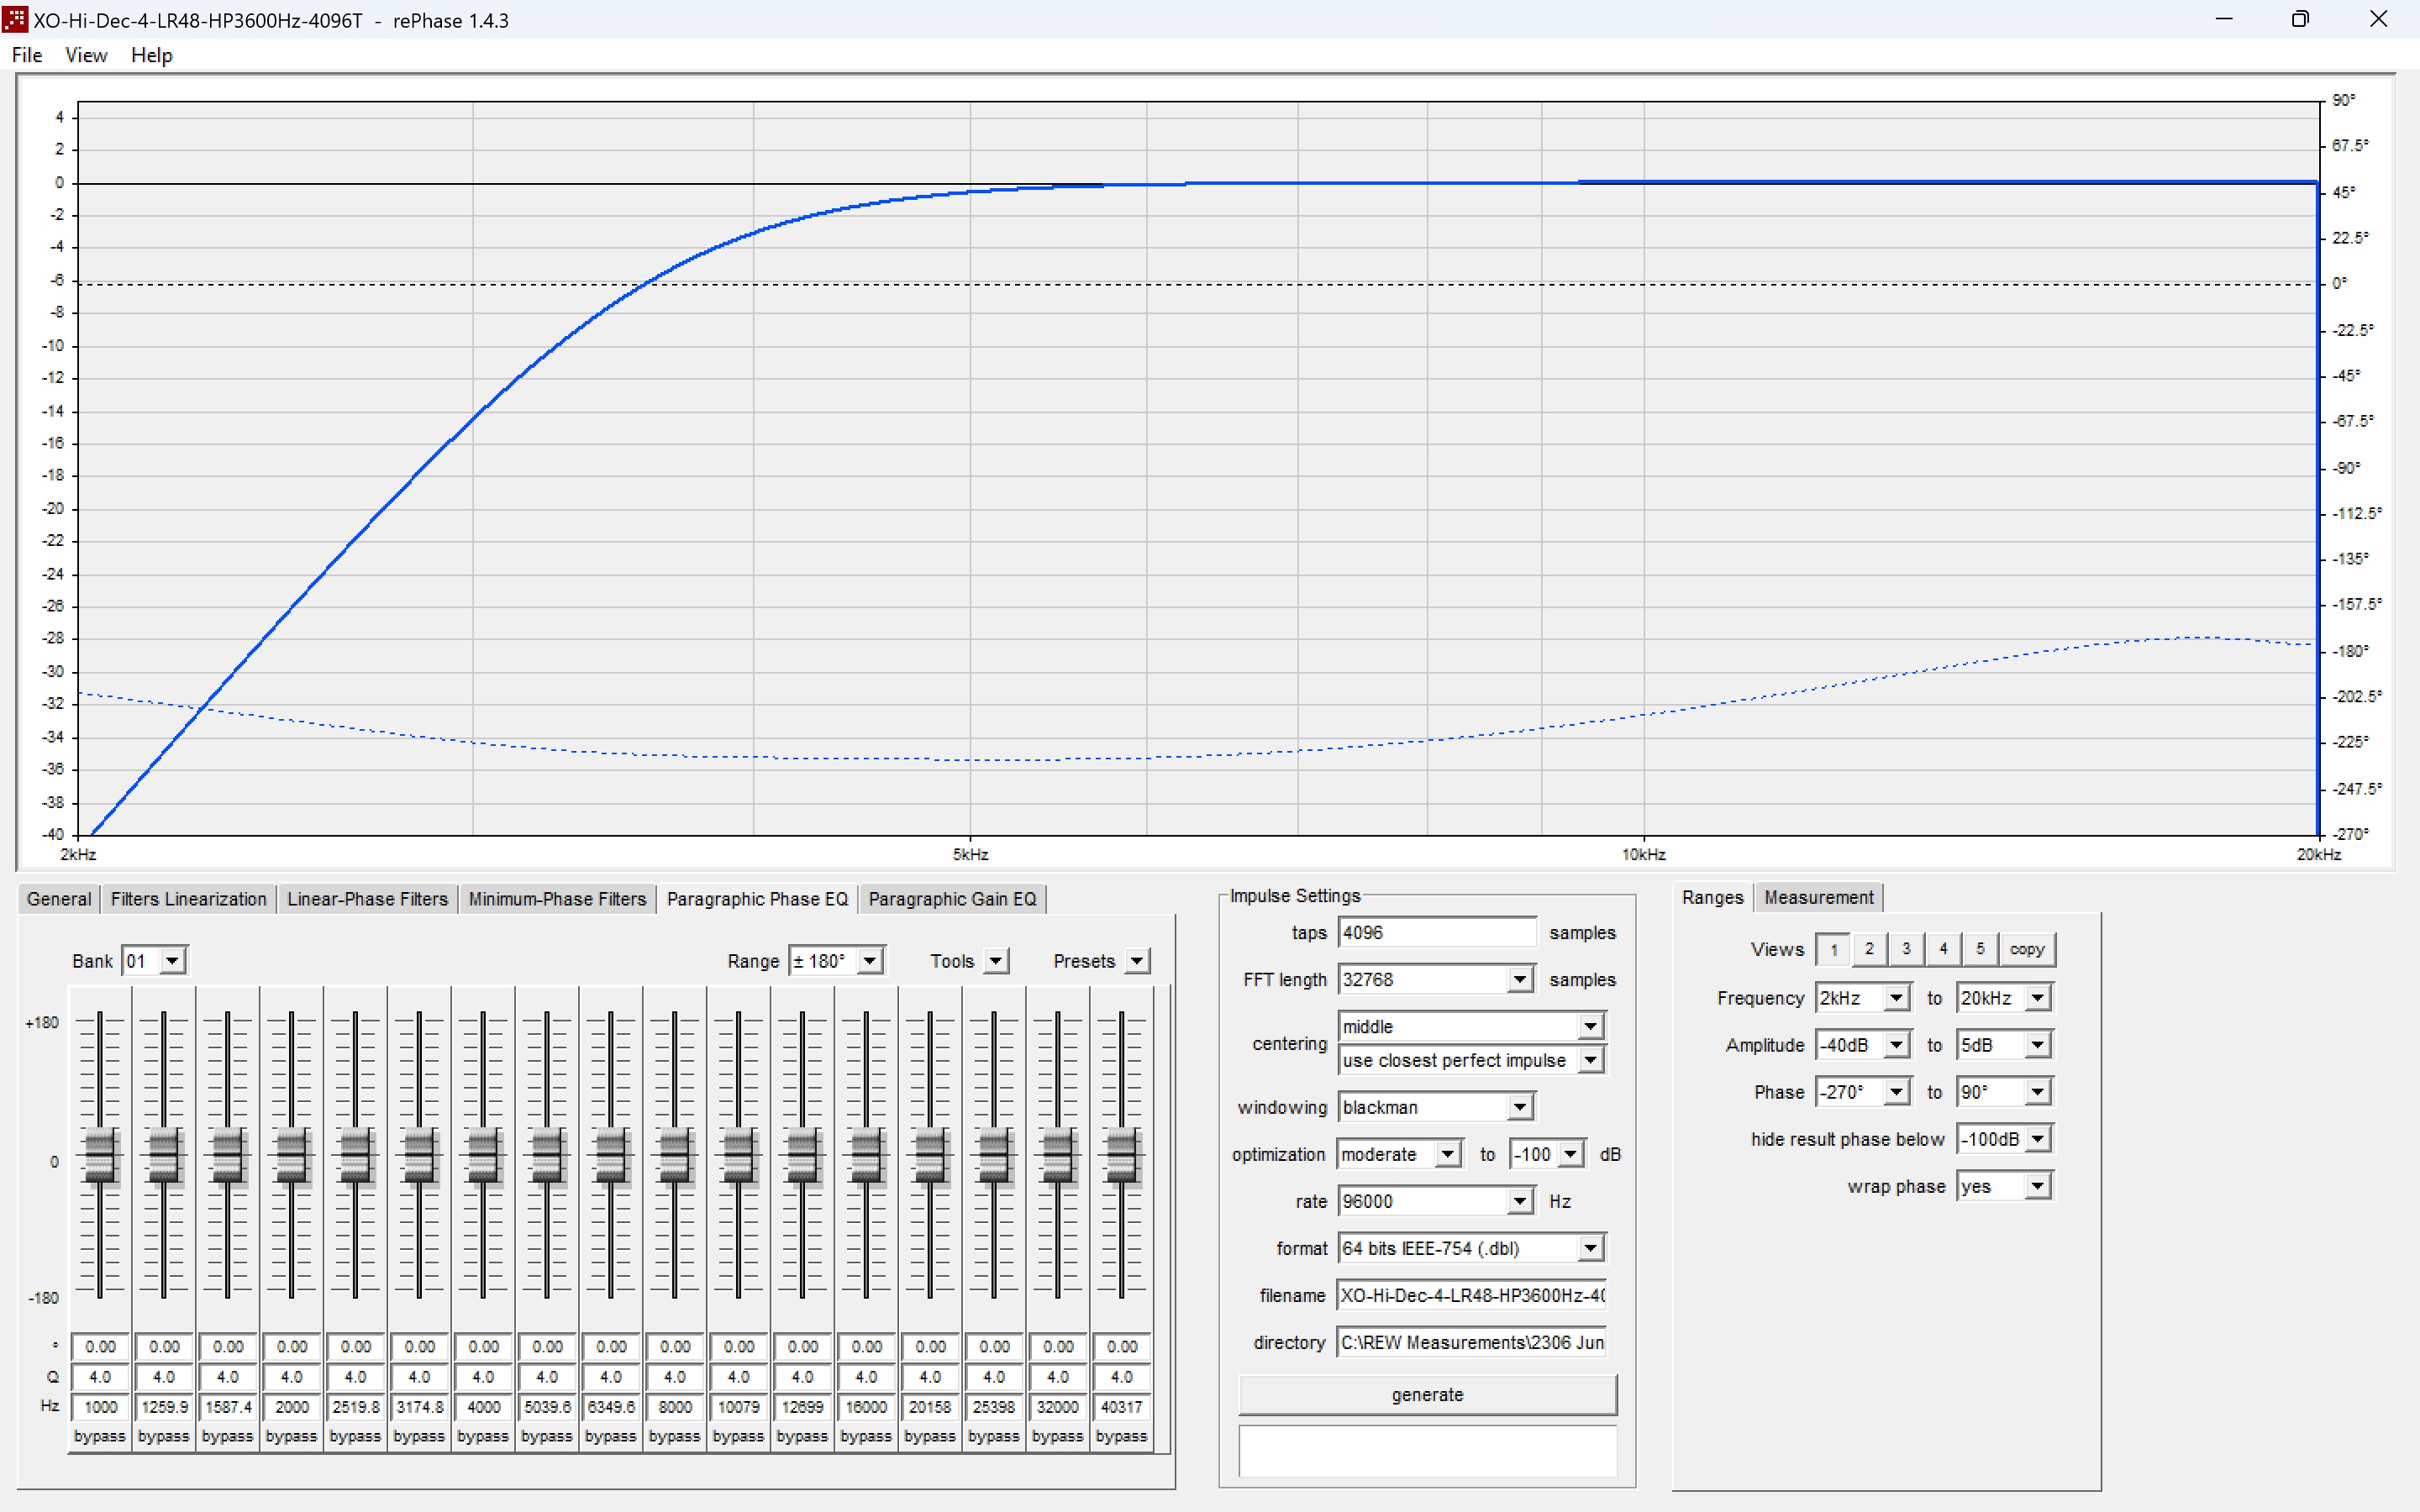 XO-Hi-Dec-4-LR48-HP3600Hz-4096T - rePhase 1.4.3
File View Help
4 90°
2 67.5°
0 45°
-2
-4 22.5°
-6 0°
-8 -22.5°
-10
-12 -45°
-14 -67.5°
-16
-18 -90°
-20 -112.5°
-22
-24 -135°
-26 -157.5°
-28
-30 -180°
-32 -202.5°
-34 -225°
-36
-38 -247.5°
-40 -270°
2kHz 5kHz 10kHz 20kHz
General Filters Linearization Linear-Phase Filters Minimum-Phase Filters Paragraphic Phase EQ Paragraphic Gain EQ
Bank 01 Range ± 180° Tools Presets
+180
0
-180
° 0.00 0.00 0.00 0.00 0.00 0.00 0.00 0.00 0.00 0.00 0.00 0.00 0.00 0.00 0.00 0.00 0.00
Q 4.0 4.0 4.0 4.0 4.0 4.0 4.0 4.0 4.0 4.0 4.0 4.0 4.0 4.0 4.0 4.0 4.0
Hz 1000 1259.9 1587.4 2000 2519.8 3174.8 4000 5039.6 6349.6 8000 10079 12699 16000 20158 25398 32000 40317
bypass bypass bypass bypass bypass bypass bypass bypass bypass bypass bypass bypass bypass bypass bypass bypass bypass
Impulse Settings
taps 4096 samples
FFT length 32768 samples
centering middle
use closest perfect impulse
windowing blackman
optimization moderate to -100 dB
rate 96000 Hz
format 64 bits IEEE-754 (.dbl)
filename XO-Hi-Dec-4-LR48-HP3600Hz-40
directory C:\REW Measurements\2306 Jun
generate
Ranges Measurement
Views 1 2 3 4 5 copy
Frequency 2kHz to 20kHz
Amplitude -40dB to 5dB
Phase -270° to 90°
hide result phase below -100dB
wrap phase yes